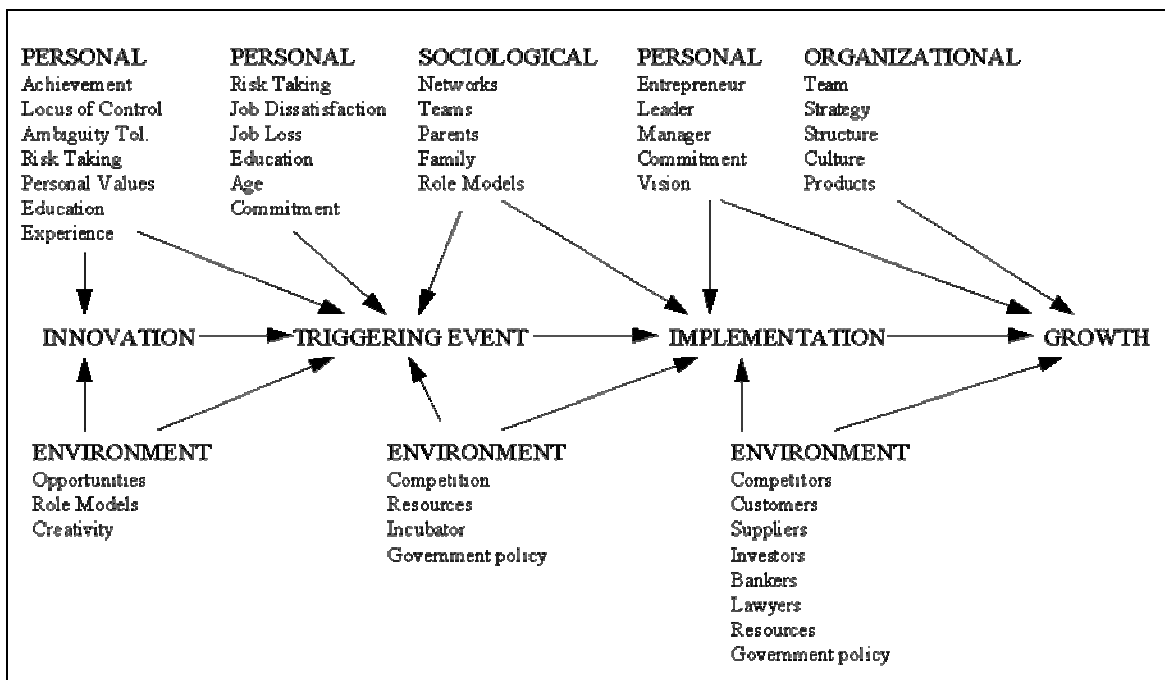 PERSONAL
Achievement
Locus of Control
Ambiguity Tol.
Risk Taking
Personal Values
Education
Experience
PERSONAL
Risk Taking
Job Dissatisfaction
Job Loss
Education
Age
Commitment
SOCIOLOGICAL
Networks
Teams
Parents
Family
Role Models
PERSONAL
Entrepreneur
Leader
Manager
Commitment
Vision
ORGANIZATIONAL
Team
Strategy
Structure
Culture
Products
INNOVATION
TRIGGERING EVENT
IMPLEMENTATION
GROWTH
ENVIRONMENT
Opportunities
Role Models
Creativity
ENVIRONMENT
Competition
Resources
Incubator
Government policy
ENVIRONMENT
Competitors
Customers
Suppliers
Investors
Bankers
Lawyers
Resources
Government policy